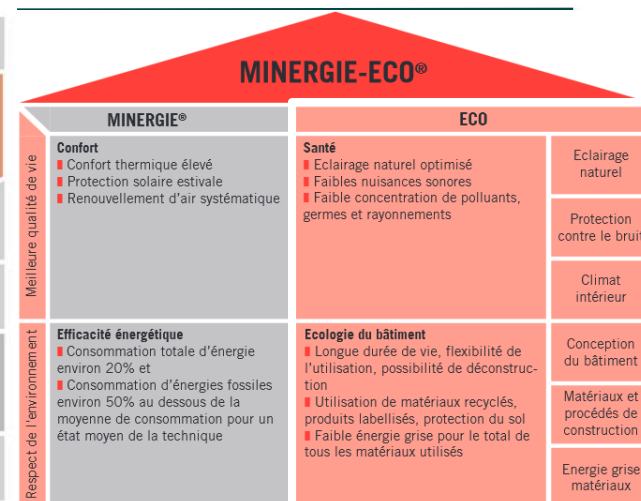 MINERGIE-ECO®
MINERGIE®
ECO
Meilleure qualité de vie
Confort
Confort thermique élevé
Protection solaire estivale
Renouvellement d'air systématique
Santé
Eclairage naturel optimisé
Faibles nuisances sonores
Faible concentration de polluants,
germes et rayonnements
Eclairage
naturel
Protection
contre le bruit
Climat
intérieur
Respect de l'environnement
Efficacité énergétique
Consommation totale d'énergie
environ 20% et
Consommation d'énergies fossiles
environ 50% au dessous de la
moyenne de consommation pour un
état moyen de la technique
Ecologie du bâtiment
Longue durée de vie, flexibilité de
l'utilisation, possibilité de déconstruc-
tion
Utilisation de matériaux recyclés,
produits labellisés, protection du sol
Faible énergie grise pour le total de
tous les matériaux utilisés
Conception
du bâtiment
Matériaux et
procédés de
construction
Energie grise
matériaux